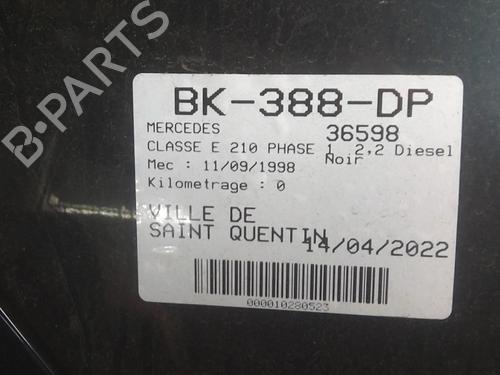 B-PARTS
BK-388-DP
MERCEDES 36598
CLASSE E 210 PHASE 1 2,2 Diesel
Mec : 11/09/1998 Noir
Kilometrage : 0
VILLE DE
SAINT QUENTIN 14/04/2022
000010280523